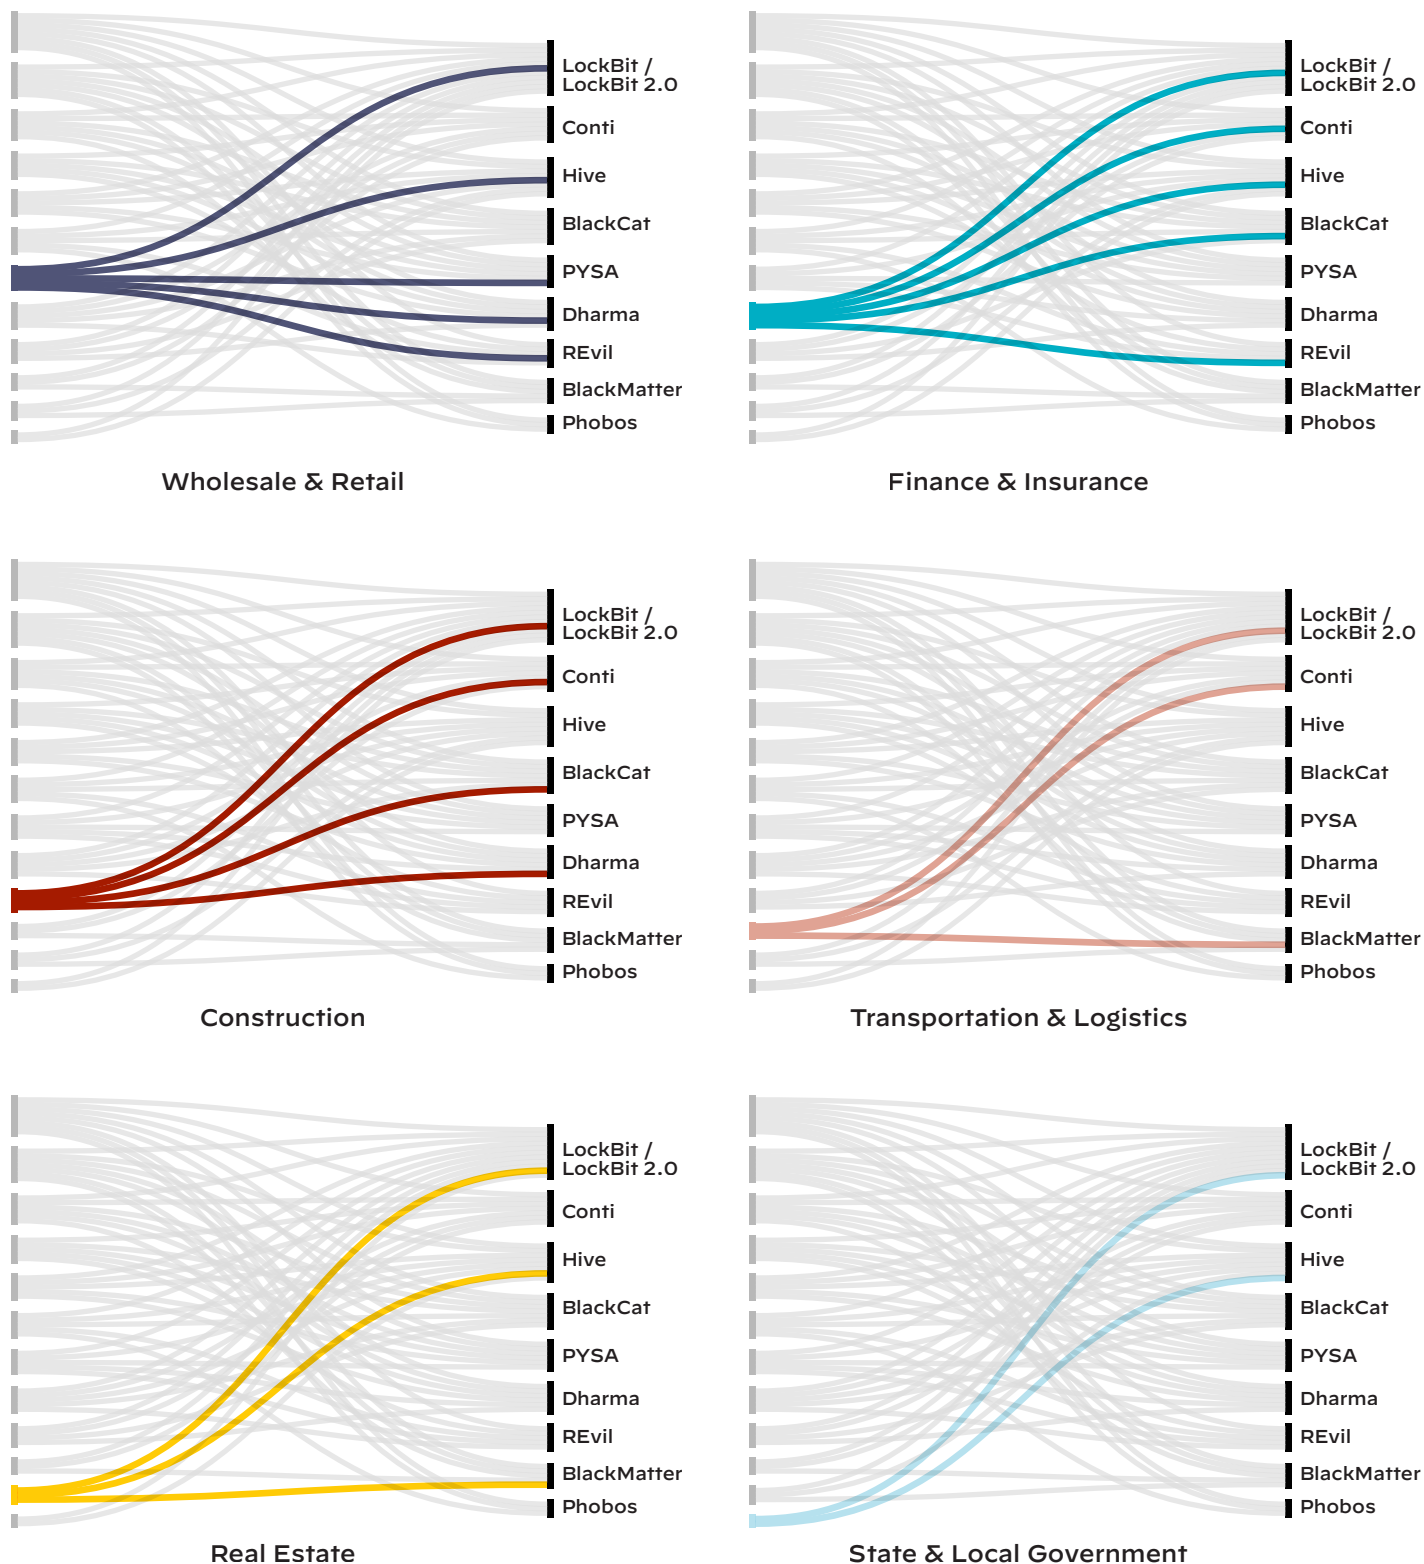 LockBit /
LockBit 2.0
Conti
Hive
BlackCat
PYSA
Dharma
REvil
BlackMatter
Phobos
Wholesale & Retail
LockBit /
LockBit 2.0
Conti
Hive
BlackCat
PYSA
Dharma
REvil
BlackMatter
Phobos
Finance & Insurance
LockBit /
LockBit 2.0
Conti
Hive
BlackCat
PYSA
Dharma
REvil
BlackMatter
Phobos
Construction
LockBit /
LockBit 2.0
Conti
Hive
BlackCat
PYSA
Dharma
REvil
BlackMatter
Phobos
Transportation & Logistics
LockBit /
LockBit 2.0
Conti
Hive
BlackCat
PYSA
Dharma
REvil
BlackMatter
Phobos
Real Estate
LockBit /
LockBit 2.0
Conti
Hive
BlackCat
PYSA
Dharma
REvil
BlackMatter
Phobos
State & Local Government